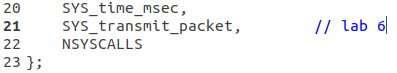 20 SYS_time_msec,
21 SYS_transmit_packet, // lab 6
22 NSYSCALLS
23 };